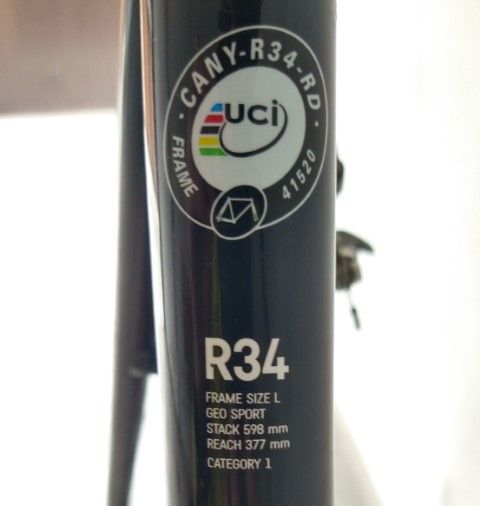 · CANY-R34-RD ·
UCi
FRAME
41520
R34
FRAME SIZE L
GEO SPORT
STACK 598 mm
REACH 377 mm
CATEGORY 1